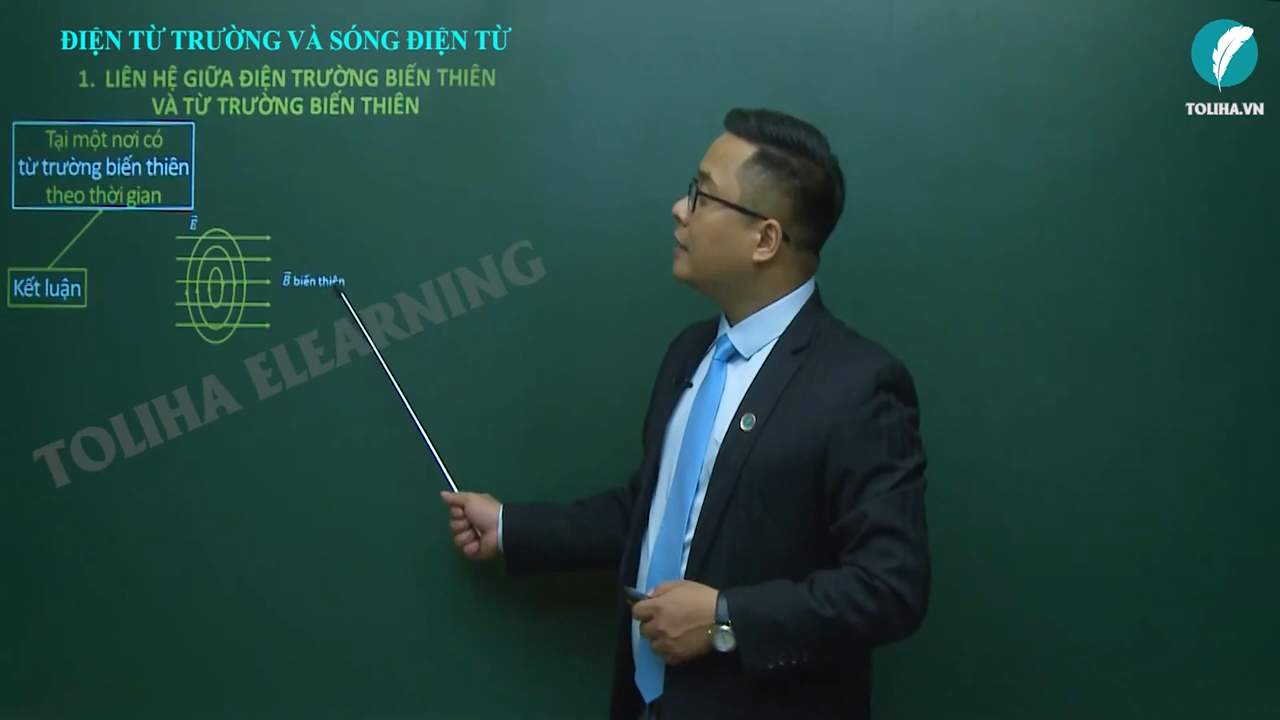 ĐIỆN TỪ TRƯỜNG VÀ SÓNG ĐIỆN TỪ
1. LIÊN HỆ GIỮA ĐIỆN TRƯỜNG BIẾN THIÊN
VÀ TỪ TRƯỜNG BIẾN THIÊN
TOLIHA.VN
Tại một nơi có
từ trường biến thiên
theo thời gian
E⃗
B⃗ biến thiên
Kết luận
TOLIHA ELEARNING